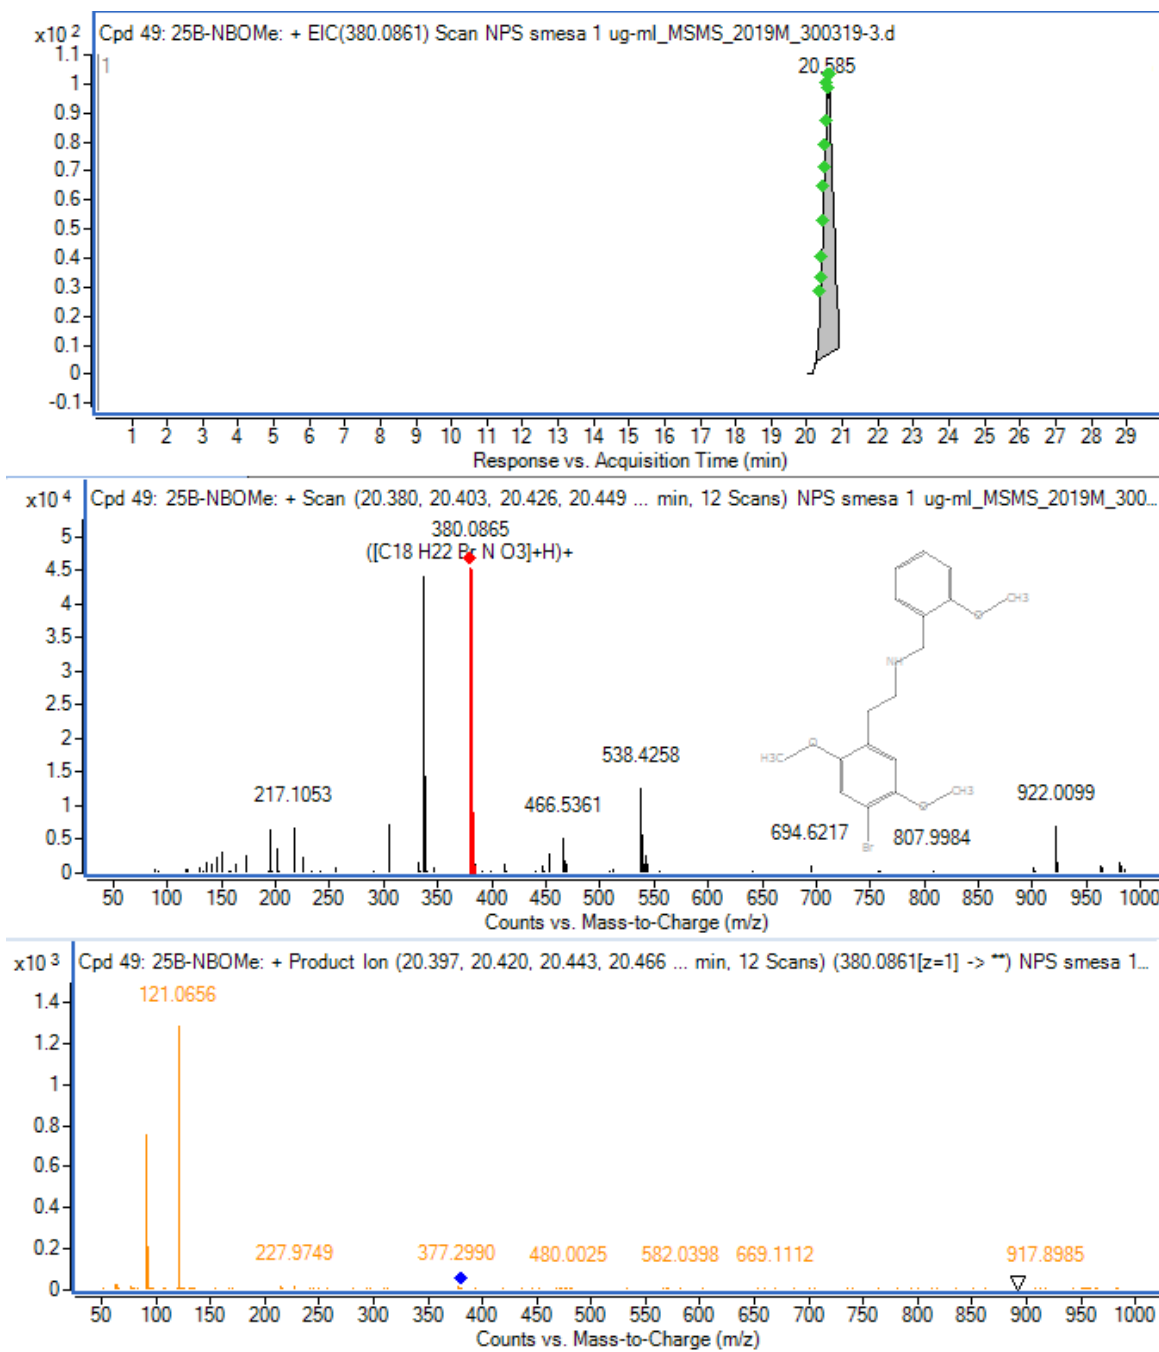 Cpd 49: 25B-NBOMe: + EIC(380.0861) Scan NPS smesa 1 ug-ml_MSMS_2019M_300319-3.d
x10 2
1.1
1
0.9
0.8
0.7
0.6
0.5
0.4
0.3
0.2
0.1
0
-0.1
1
20.585
1 2 3 4 5 6 7 8 9 10 11 12 13 14 15 16 17 18 19 20 21 22 23 24 25 26 27 28 29
Response vs. Acquisition Time (min)
Cpd 49: 25B-NBOMe: + Scan (20.380, 20.403, 20.426, 20.449 ... min, 12 Scans) NPS smesa 1 ug-ml_MSMS_2019M_300...
x10 4
5
4.5
4
3.5
3
2.5
2
1.5
1
0.5
0
380.0865
([C18 H22 Br N O3]+H)+
217.1053
466.5361
538.4258
694.6217
807.9984
922.0099
O
CH3
NH
H3C
O
O
CH3
Br
50 100 150 200 250 300 350 400 450 500 550 600 650 700 750 800 850 900 950 1000
Counts vs. Mass-to-Charge (m/z)
Cpd 49: 25B-NBOMe: + Product Ion (20.397, 20.420, 20.443, 20.466 ... min, 12 Scans) (380.0861[z=1] -> **) NPS smesa 1...
x10 3
1.4
1.2
1
0.8
0.6
0.4
0.2
0
121.0656
227.9749
377.2990
480.0025
582.0398
669.1112
917.8985
50 100 150 200 250 300 350 400 450 500 550 600 650 700 750 800 850 900 950 1000
Counts vs. Mass-to-Charge (m/z)